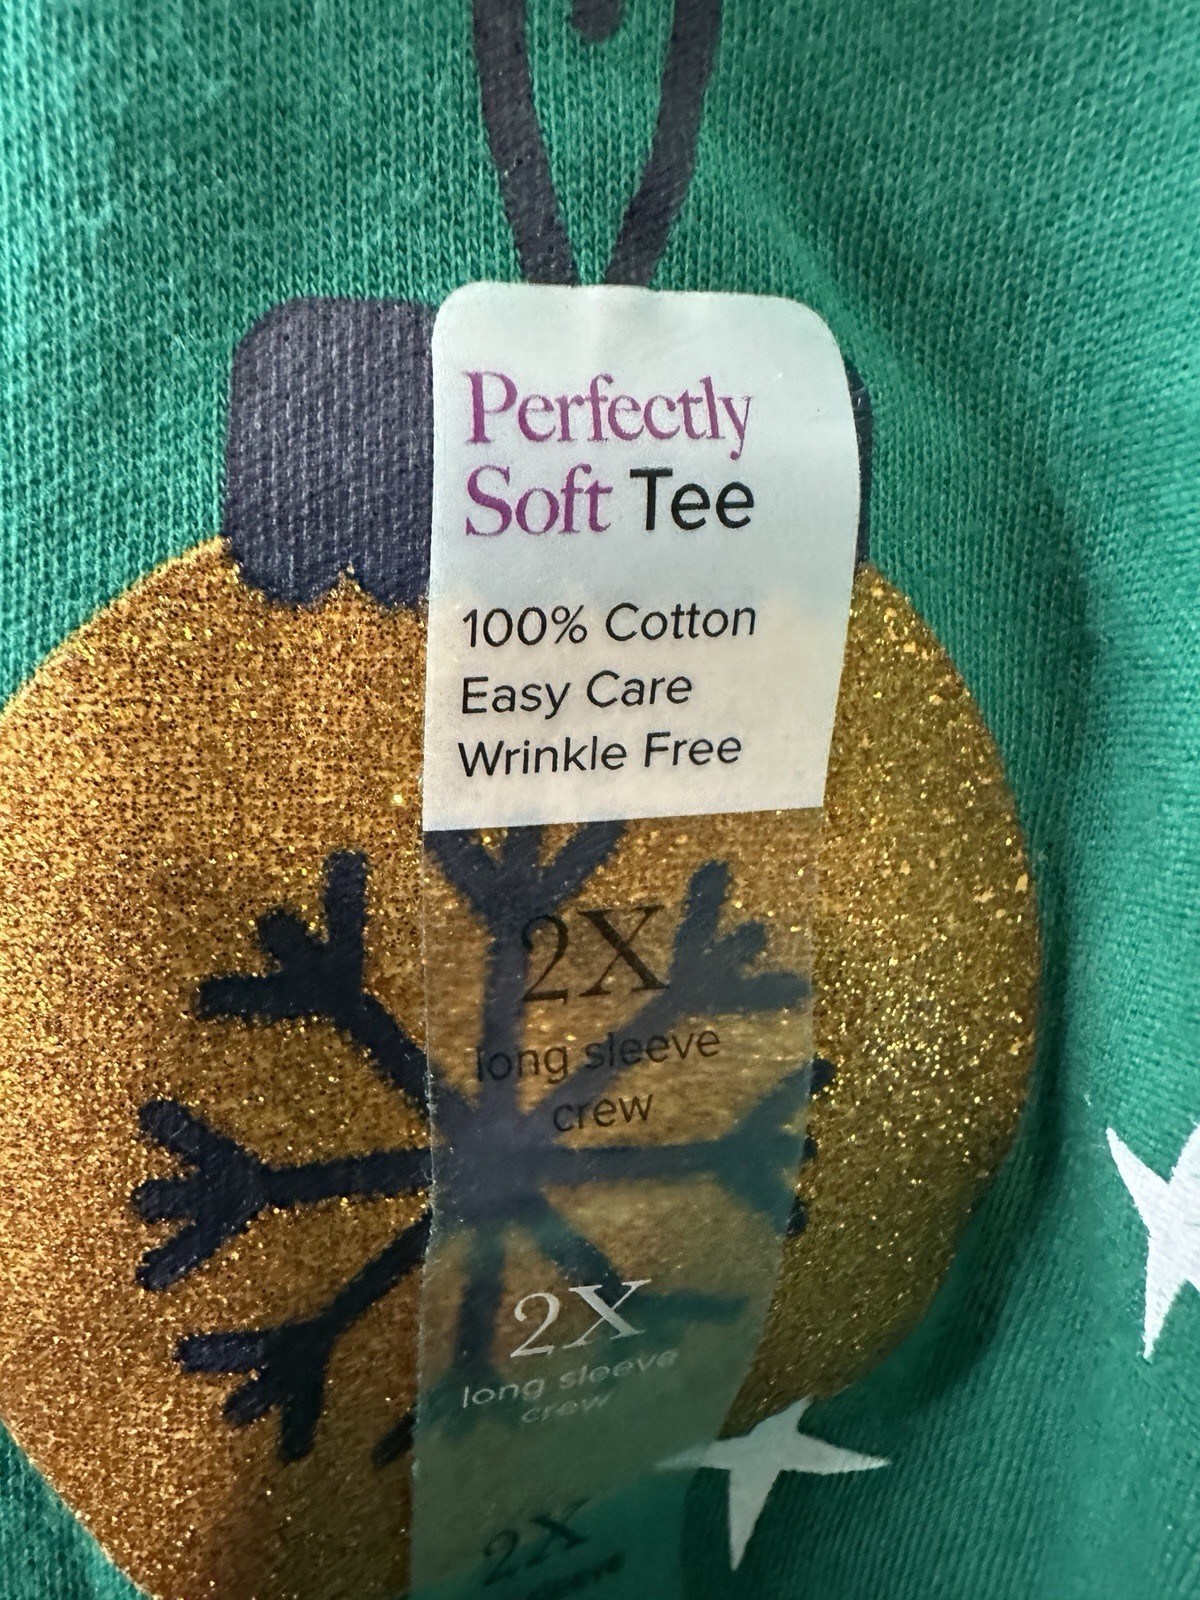 Perfectly
Soft Tee
100% Cotton
Easy Care
Wrinkle Free
2X
long sleeve
crew
2X
long sleeve
crew
2X